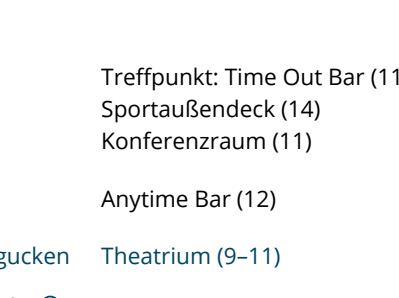 Treffpunkt: Time Out Bar (11
Sportaußendeck (14)
Konferenzraum (11)
Anytime Bar (12)
gucken Theatrium (9–11)